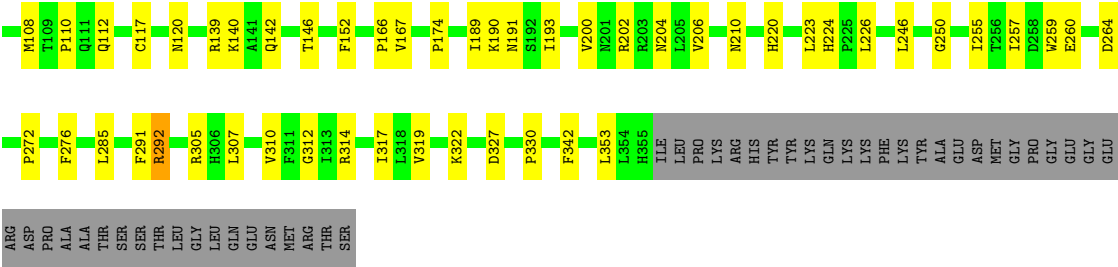 M108 T109 P110 Q111 Q112 C117 N120 R139 K140 A141 Q142 T146 F152 P166 V167 P174 I189 K190 N191 S192 I193 V200 N201 R202 R203 N204 L205 V206 N210 H220 L223 H224 P225 L226 L246 G250 I255 T256 I257 D258 W259 E260 D264
P272 F276 L285 F291 R292 R305 H306 L307 V310 F311 G312 I313 R314 I317 L318 V319 K322 D327 P330 F342 L353 L354 H355 ILE LEU PRO LYS ARG HIS TYR TYR LYS GLN LYS LYS PHE LYS TYR ALA GLU ASP MET GLY PRO GLY GLU GLY GLU
ARG ASP PRO ALA ALA THR SER SER THR LEU GLY LEU GLN GLU ASN MET ARG THR SER